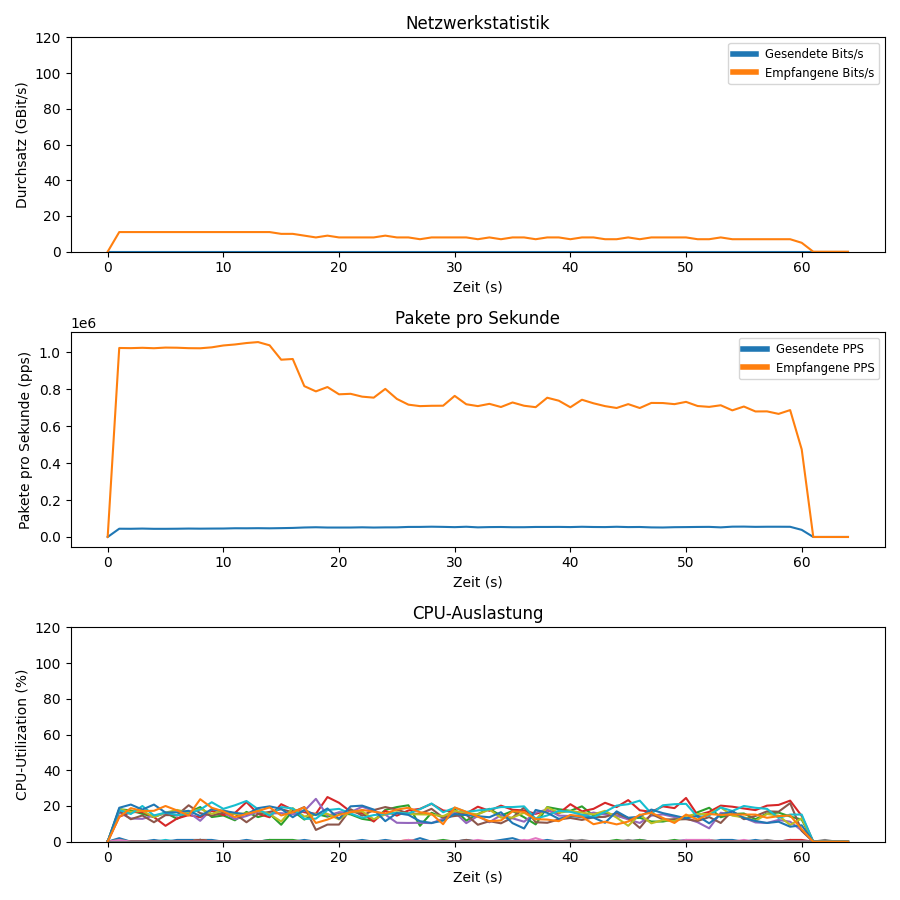 Netzwerkstatistik
120
100
80
60
40
20
0
Durchsatz (GBit/s)
Gesendete Bits/s
Empfangene Bits/s
0 10 20 30 40 50 60
Zeit (s)
Pakete pro Sekunde
1e6
1.0
0.8
0.6
0.4
0.2
0.0
Pakete pro Sekunde (pps)
Gesendete PPS
Empfangene PPS
0 10 20 30 40 50 60
Zeit (s)
CPU-Auslastung
120
100
80
60
40
20
0
CPU-Utilization (%)
0 10 20 30 40 50 60
Zeit (s)